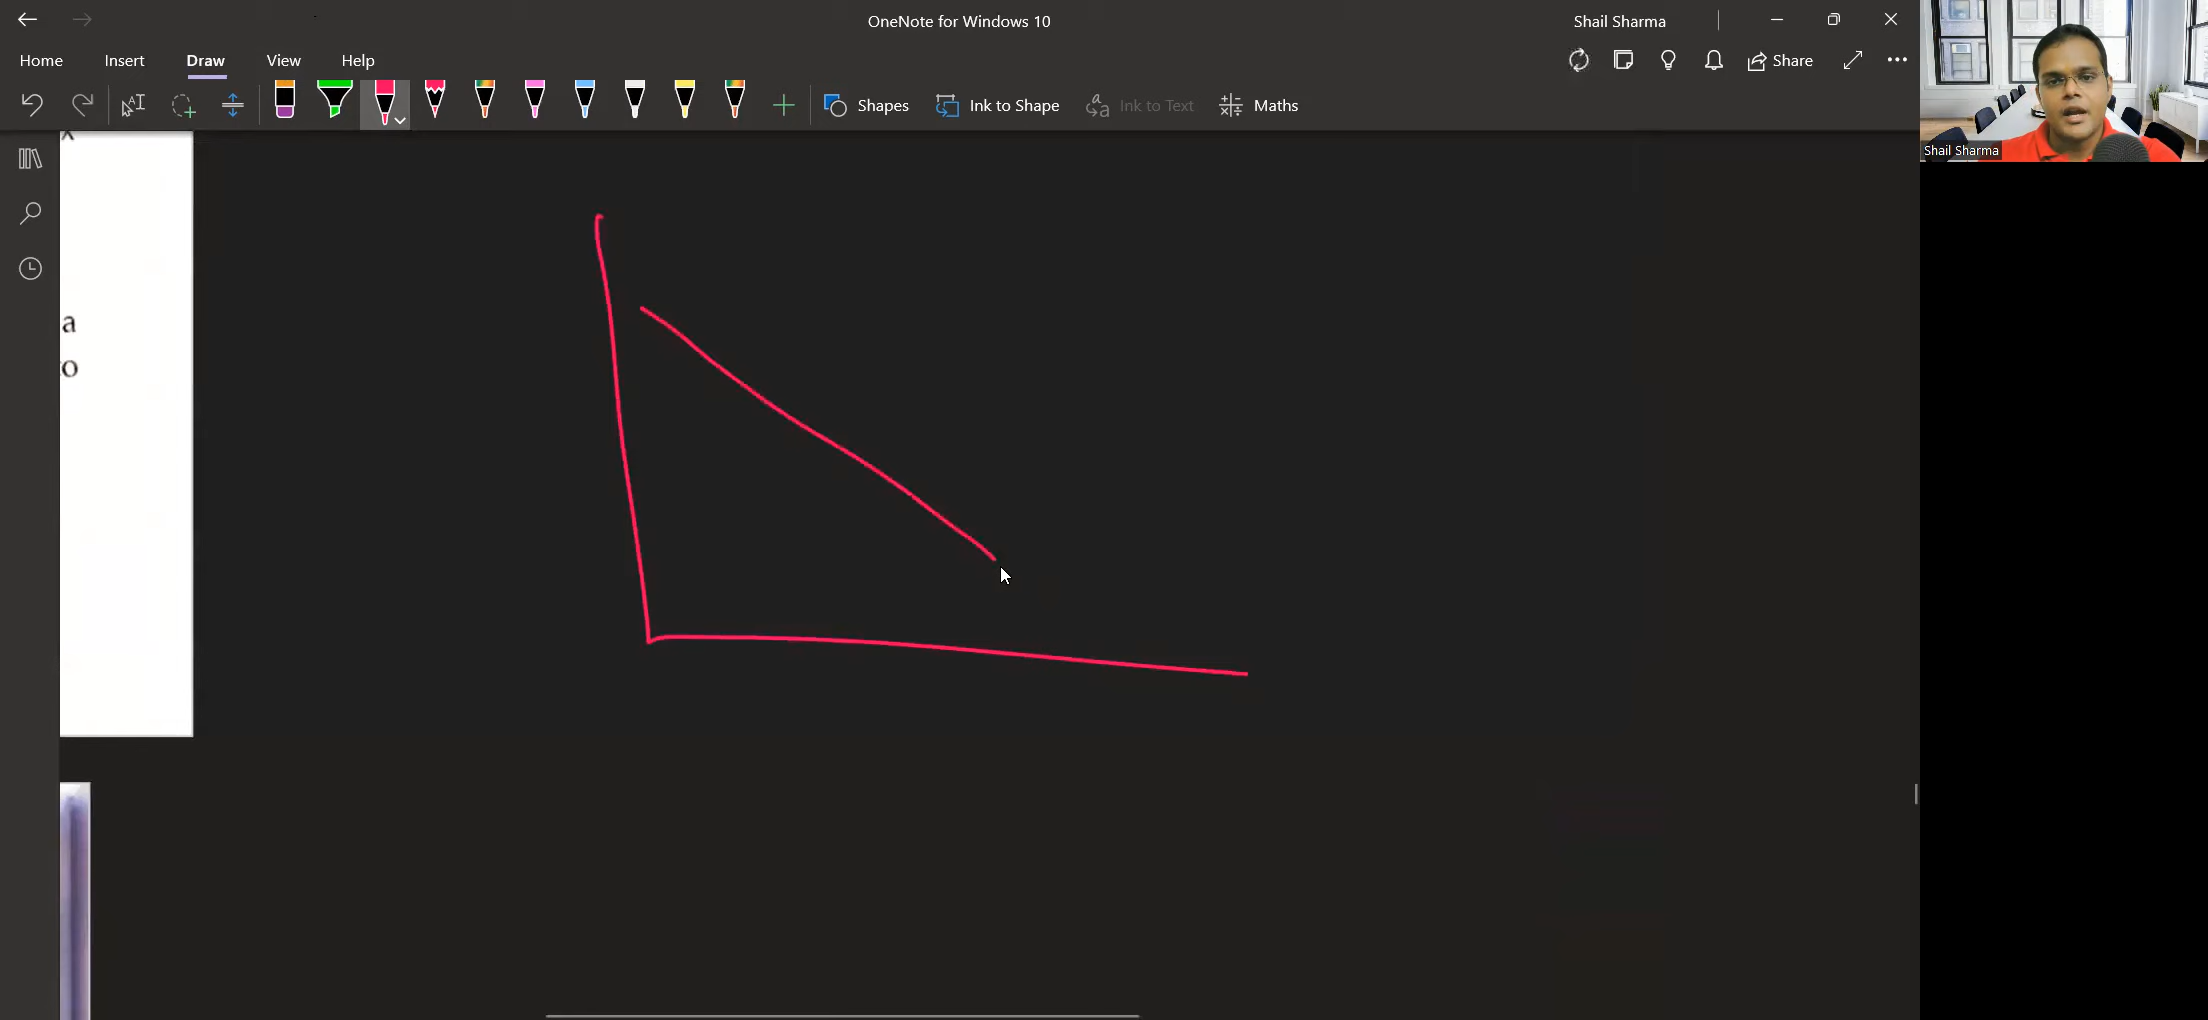 OneNote for Windows 10
Shail Sharma
Home
Insert
Draw
View
Help
Share
Shapes
Ink to Shape
Ink to Text
Maths
Shail Sharma
a